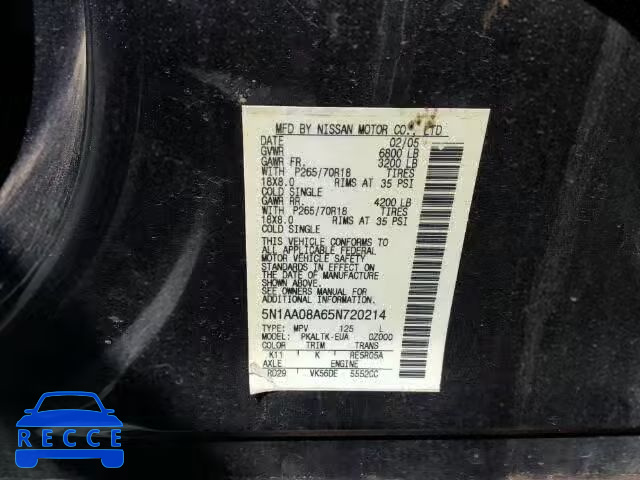 MFD BY NISSAN MOTOR CO., LTD
DATE 02/05
GVWR 6800 LB
GAWR FR. 3200 LB
WITH P265/70R18 TIRES
18X8.0 RIMS AT 35 PSI
COLD SINGLE
GAWR RR. 4200 LB
WITH P265/70R18 TIRES
18X8.0 RIMS AT 35 PSI
COLD SINGLE
THIS VEHICLE CONFORMS TO
ALL APPLICABLE FEDERAL
MOTOR VEHICLE SAFETY
STANDARDS IN EFFECT ON
THE DATE OF MANUFACTURE
SHOWN ABOVE.
SEE OWNERS MANUAL FOR
ADDITIONAL INFORMATION
5N1AA08A65N720214
TYPE: MPV 125 L
MODEL: PKALTK-EUA 0Z000
COLOR TRIM TRANS
K11 K RE5R05A
AXLE ENGINE
RD29 VK56DE 5552CC
RECCE